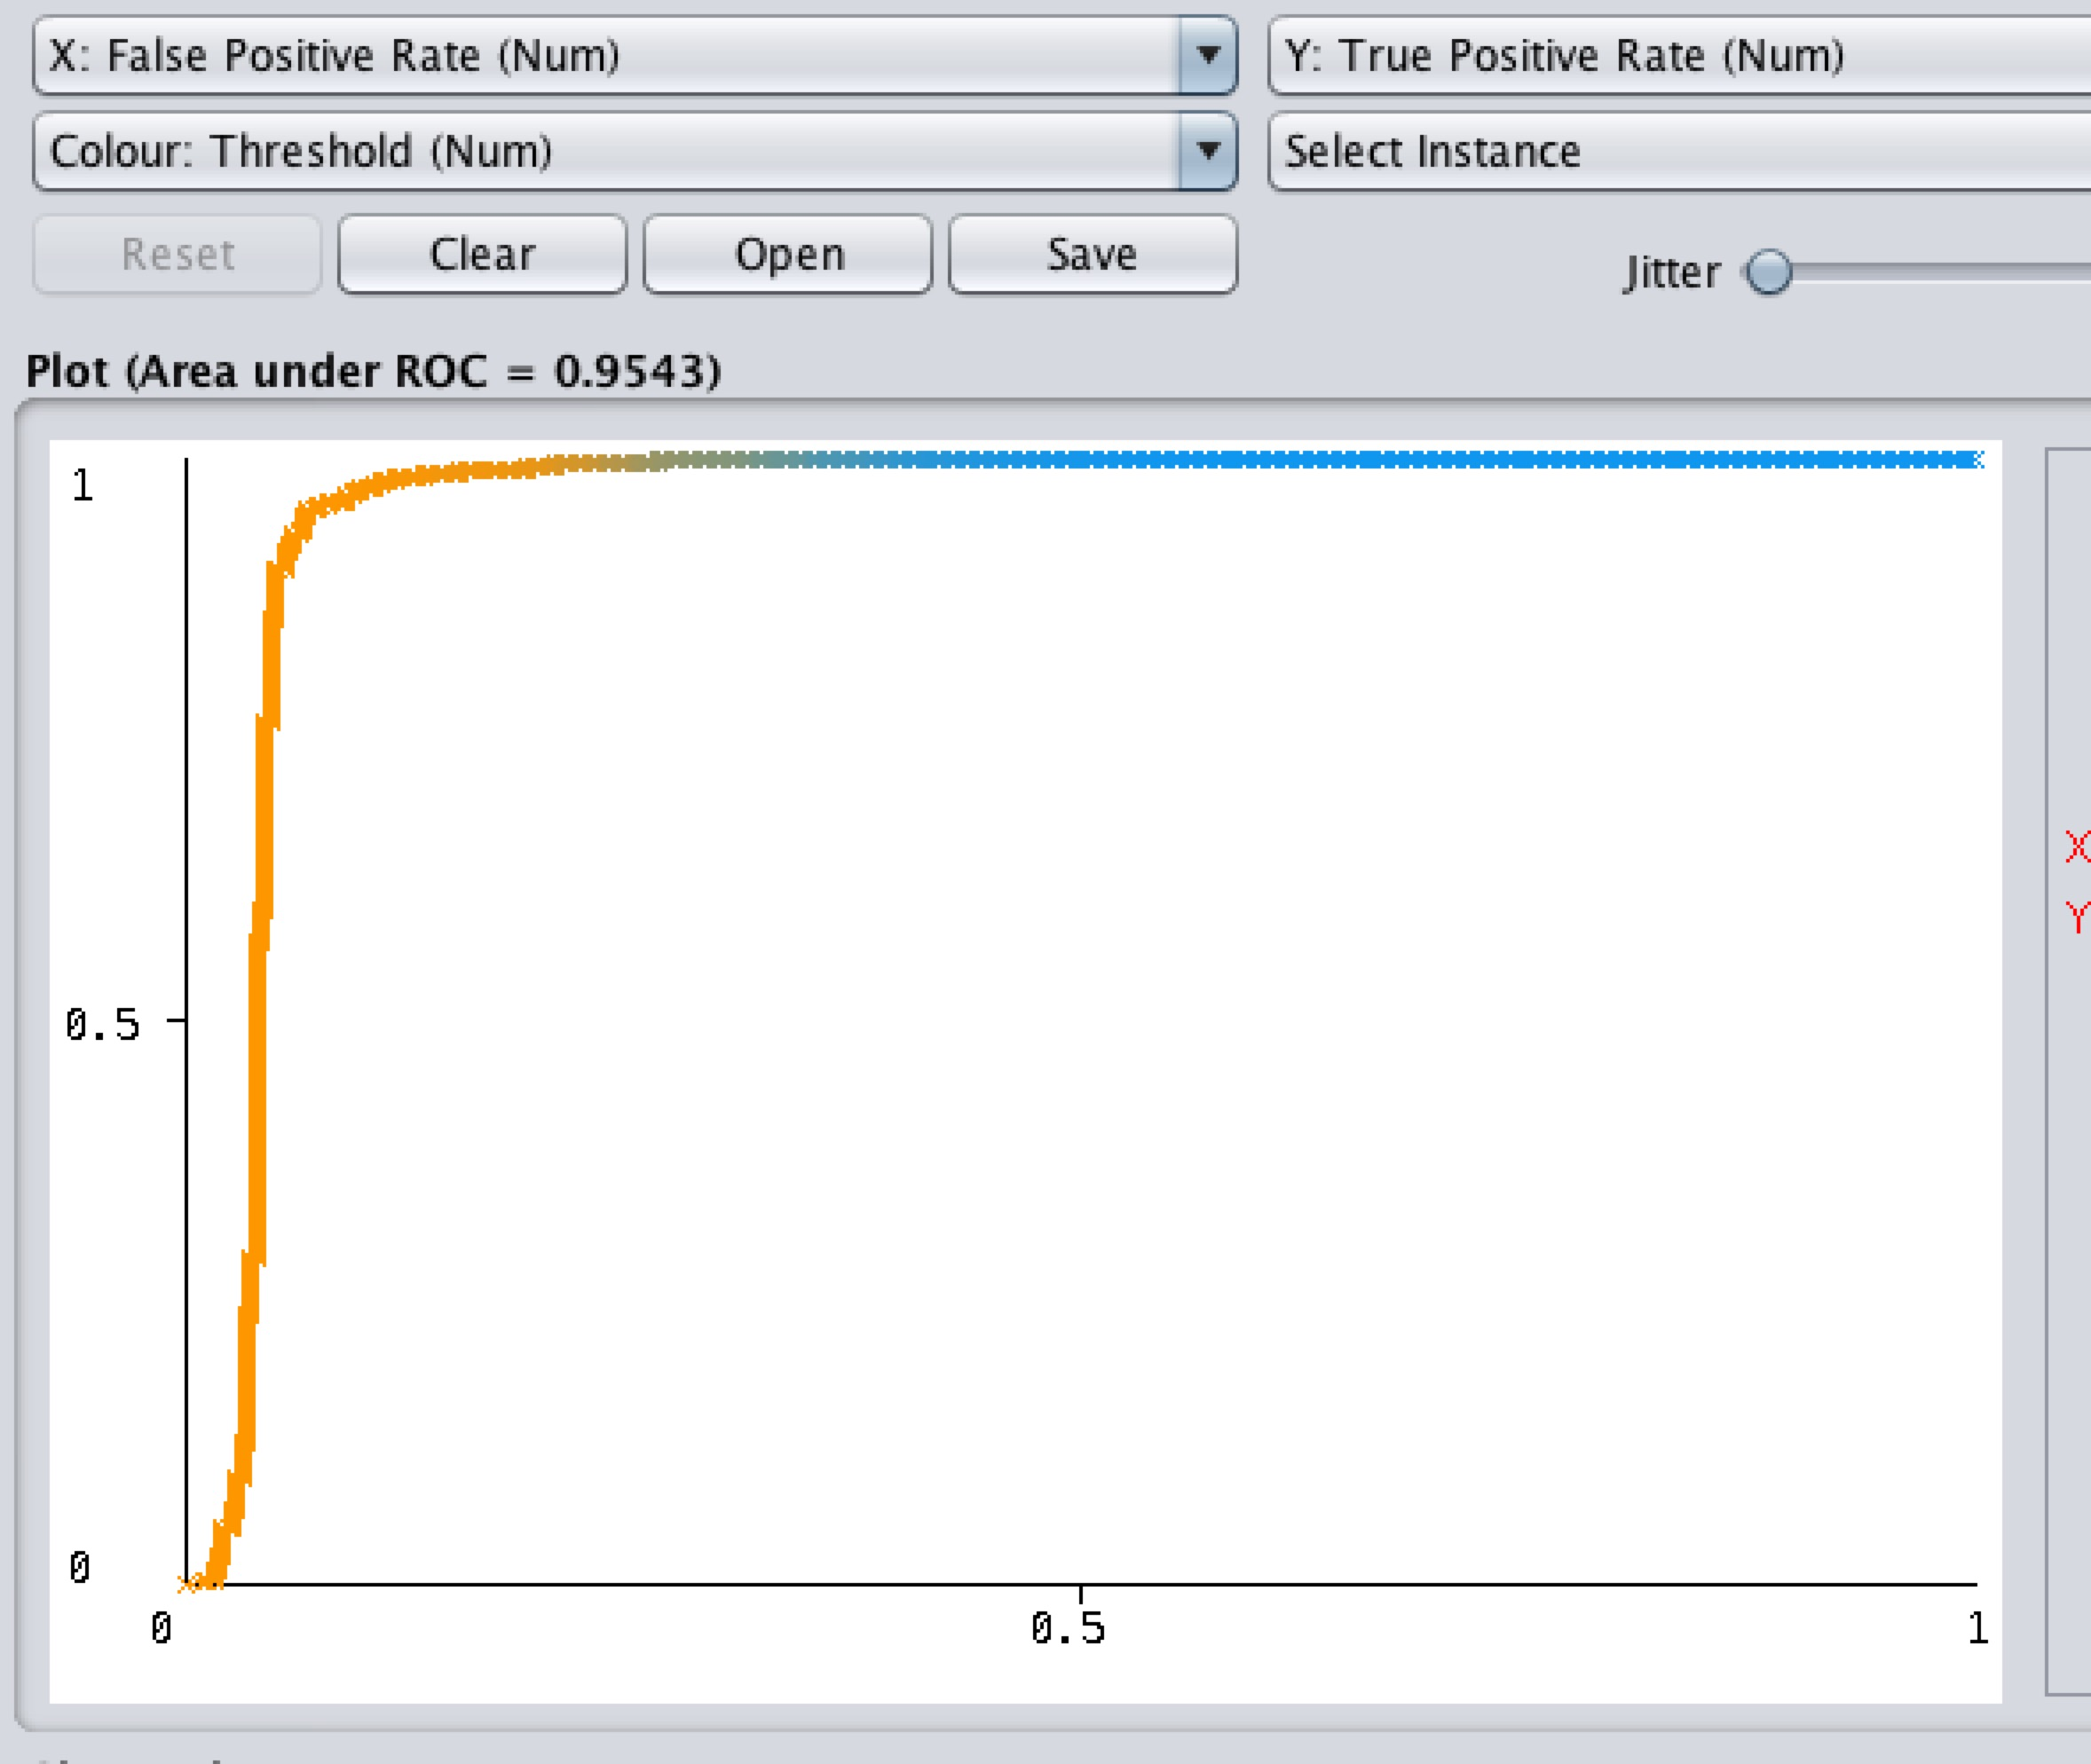 X: False Positive Rate (Num) Y: True Positive Rate (Num)
Colour: Threshold (Num) Select Instance
Reset Clear Open Save Jitter
Plot (Area under ROC = 0.9543)
1
X
Y
0.5
0
0 0.5 1